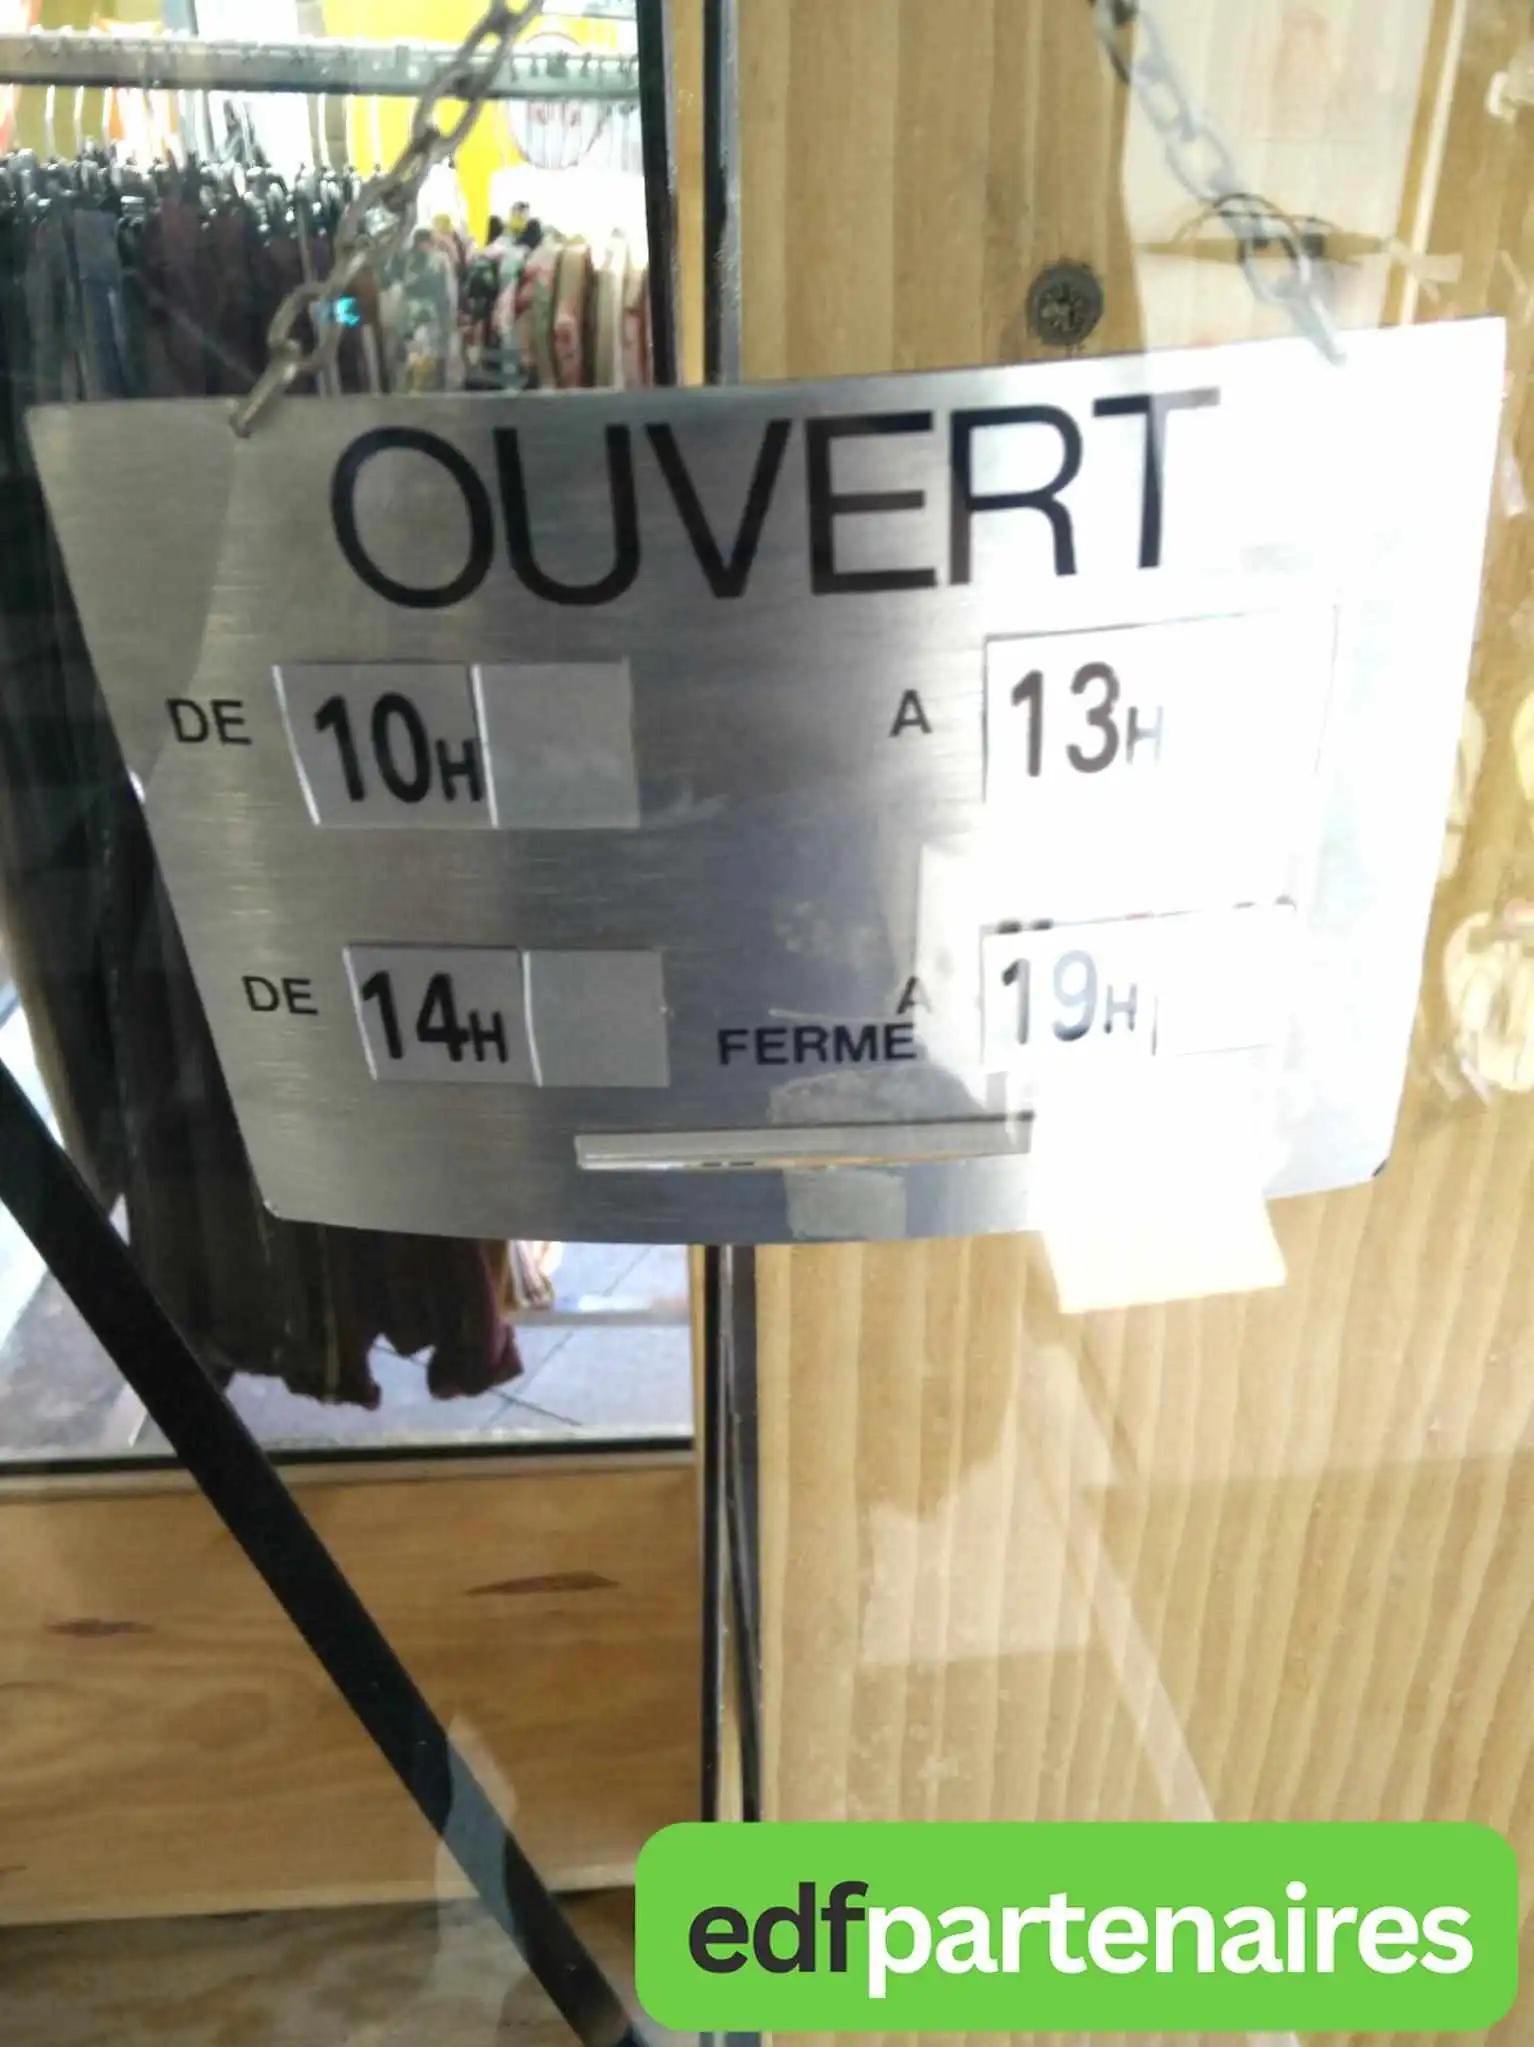 OUVERT
DE 10H A 13H
DE 14H A 19H
FERME
edfpartenaires